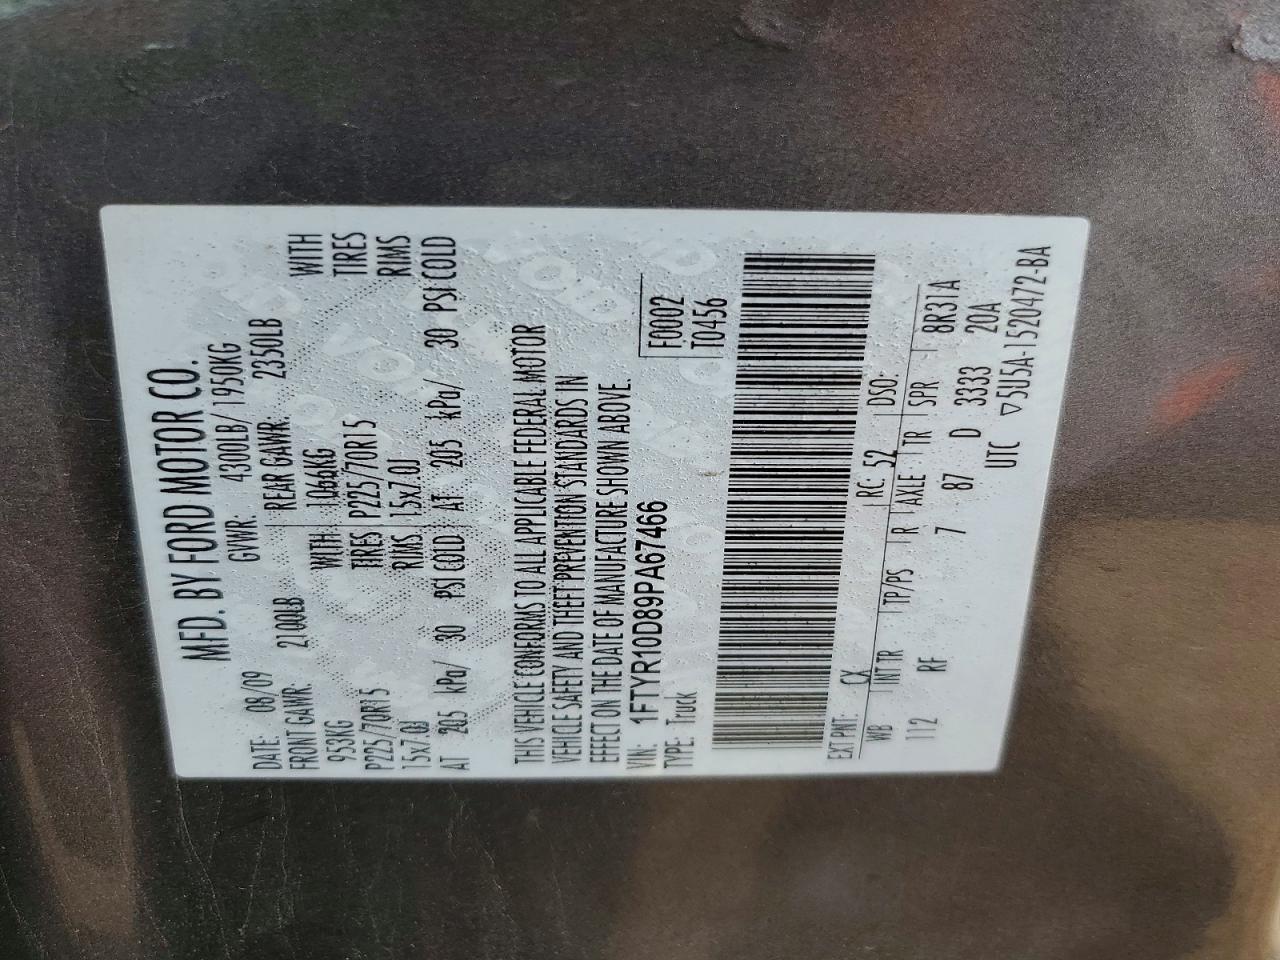 MFD. BY. FORD MOTOR CO.
DATE: 08/09 GVWR: 4300LB/ 1950KG
FRONT GAWR: 2100LB REAR GAWR: 2350LB
953KG WITH 1066KG WITH
P225/70R15 TIRES P225/70R15 TIRES
15x7.0J RIMS 15x7.0J RIMS
AT 205 kPa/ 30 PSI COLD AT 205 kPa/ 30 PSI COLD
THIS VEHICLE CONFORMS TO ALL APPLICABLE FEDERAL MOTOR
VEHICLE SAFETY AND THEFT PREVENTION STANDARDS IN
EFFECT ON THE DATE OF MANUFACTURE SHOWN ABOVE.
VIN: 1FTYR10D89PA67466 F0002
TYPE: Truck T0456
EXT PNT: CX RC: 52 DSO:
WB INT TR TP/PS R AXLE TR SPR 8R31A
112 RF 7 87 D 3333 20A
UTC ▽5U5A-1520472-BA